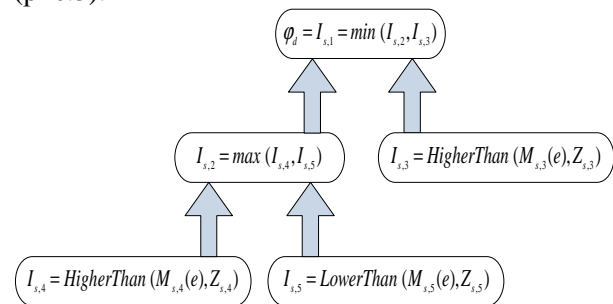 φ_d = I_{s,1} = min (I_{s,2}, I_{s,3})
I_{s,2} = max (I_{s,4}, I_{s,5})
I_{s,3} = HigherThan (M_{s,3}(e), Z_{s,3})
I_{s,4} = HigherThan (M_{s,4}(e), Z_{s,4})
I_{s,5} = LowerThan (M_{s,5}(e), Z_{s,5})